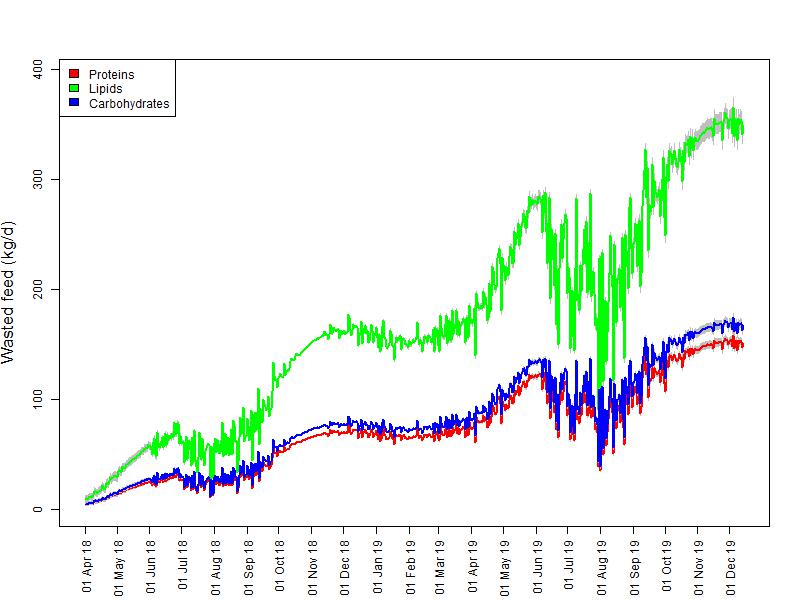 Proteins
Lipids
Carbohydrates
Wasted feed (kg/d)
400
300
200
100
0
01 Apr 18
01 May 18
01 Jun 18
01 Jul 18
01 Aug 18
01 Sep 18
01 Oct 18
01 Nov 18
01 Dec 18
01 Jan 19
01 Feb 19
01 Mar 19
01 Apr 19
01 May 19
01 Jun 19
01 Jul 19
01 Aug 19
01 Sep 19
01 Oct 19
01 Nov 19
01 Dec 19